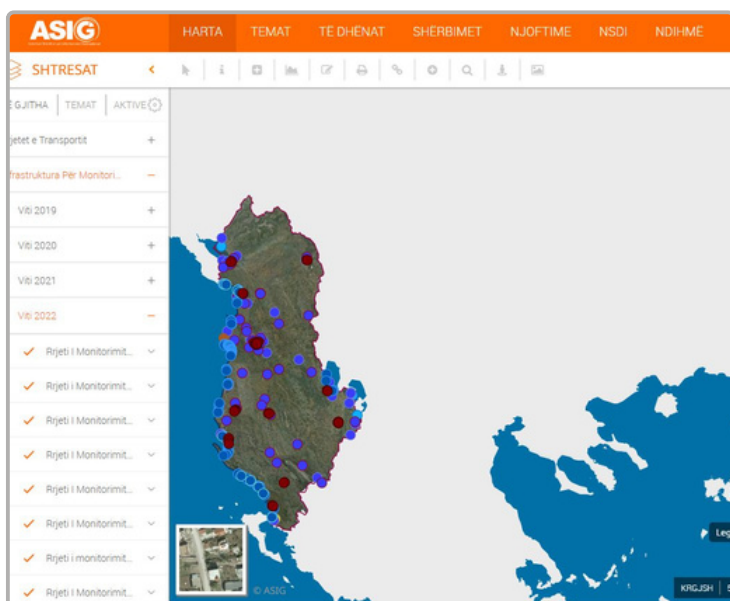 ASIG
HARTA TEMAT TË DHËNAT SHËRBIMET NJOFTIME NSDI NDIHMË
SHTRESAT
GJITHA TEMAT AKTIVE
jetet e Transportit
frastruktura Për Monitori...
Viti 2019
Viti 2020
Viti 2021
Viti 2022
Rrjeti I Monitorimit...
Rrjeti I Monitorimit...
Rrjeti I Monitorimit...
Rrjeti I Monitorimit...
Rrjeti I Monitorimit...
Rrjeti I Monitorimit...
Rrjeti i monitorimit...
Rrjeti I Monitorimit...
© ASIG
Leg
KRGJSH